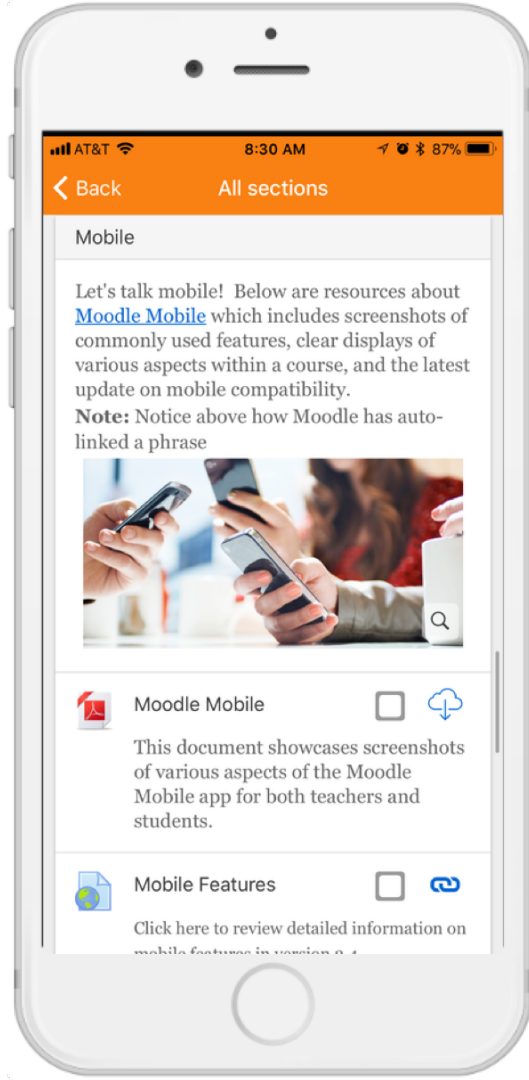 AT&T 8:30 AM 87%
Back All sections
Mobile
Let's talk mobile!  Below are resources about
Moodle Mobile which includes screenshots of
commonly used features, clear displays of
various aspects within a course, and the latest
update on mobile compatibility.
Note: Notice above how Moodle has auto-
linked a phrase
Moodle Mobile
This document showcases screenshots
of various aspects of the Moodle
Mobile app for both teachers and
students.
Mobile Features
Click here to review detailed information on
mobile features in version